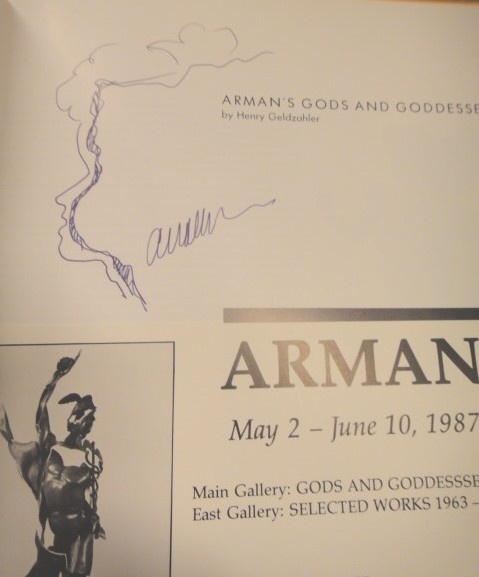 ARMAN'S GODS AND GODDESSE
by Henry Geldzahler
arman
ARMAN
May 2 – June 10, 1987
Main Gallery: GODS AND GODDESSSE
East Gallery: SELECTED WORKS 1963 –